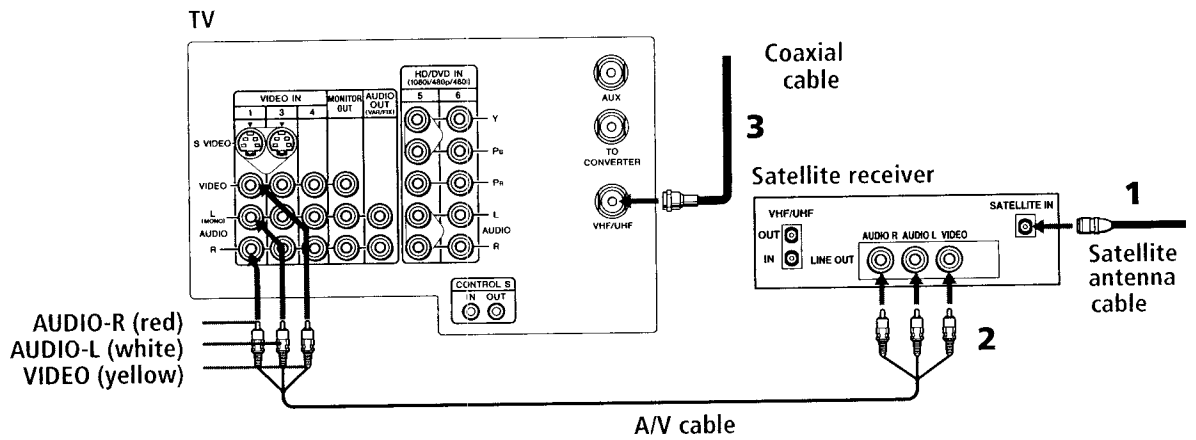 TV
VIDEO IN
1 3 4
MONITOR OUT
AUDIO OUT
(VAR/FIX)
S VIDEO
VIDEO
L
(MONO)
AUDIO
R
HD/DVD IN
(1080i/480p/480i)
5 6
Y
PB
PR
L
AUDIO
R
CONTROL S
IN OUT
AUX
TO
CONVERTER
VHF/UHF
Coaxial
cable
3
Satellite receiver
VHF/UHF
OUT
IN
LINE OUT
AUDIO R AUDIO L VIDEO
SATELLITE IN
1
Satellite
antenna
cable
2
AUDIO-R (red)
AUDIO-L (white)
VIDEO (yellow)
A/V cable